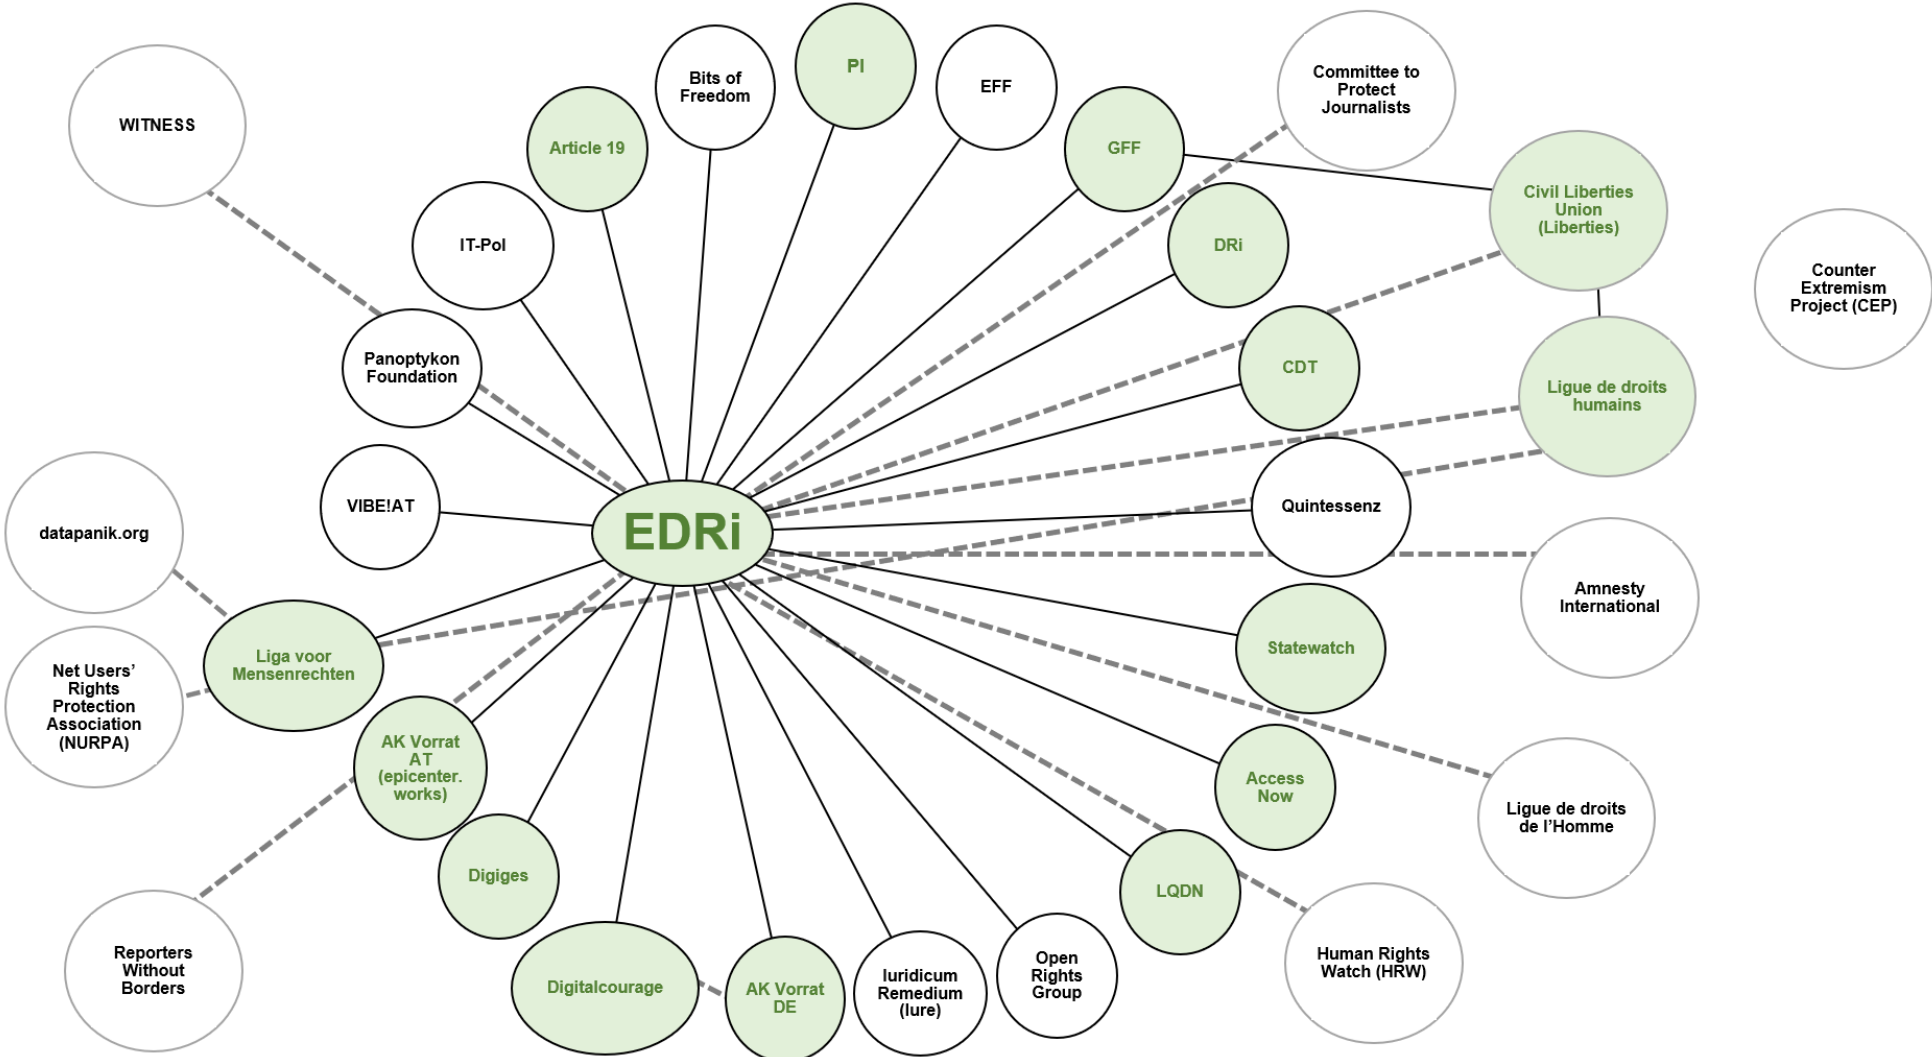 PI
Bits of
Freedom
EFF
Committee to
Protect
Journalists
WITNESS
Article 19
GFF
Civil Liberties
Union
(Liberties)
IT-Pol
DRi
Counter
Extremism
Project (CEP)
Panoptykon
Foundation
CDT
Ligue de droits
humains
VIBE!AT
Quintessenz
datapanik.org
EDRi
Amnesty
International
Liga voor
Mensenrechten
Statewatch
Net Users’
Rights
Protection
Association
(NURPA)
AK Vorrat
AT
(epicenter.
works)
Access
Now
Ligue de droits
de l’Homme
Digiges
LQDN
Reporters
Without
Borders
Digitalcourage
AK Vorrat
DE
Iuridicum
Remedium
(Iure)
Open
Rights
Group
Human Rights
Watch (HRW)